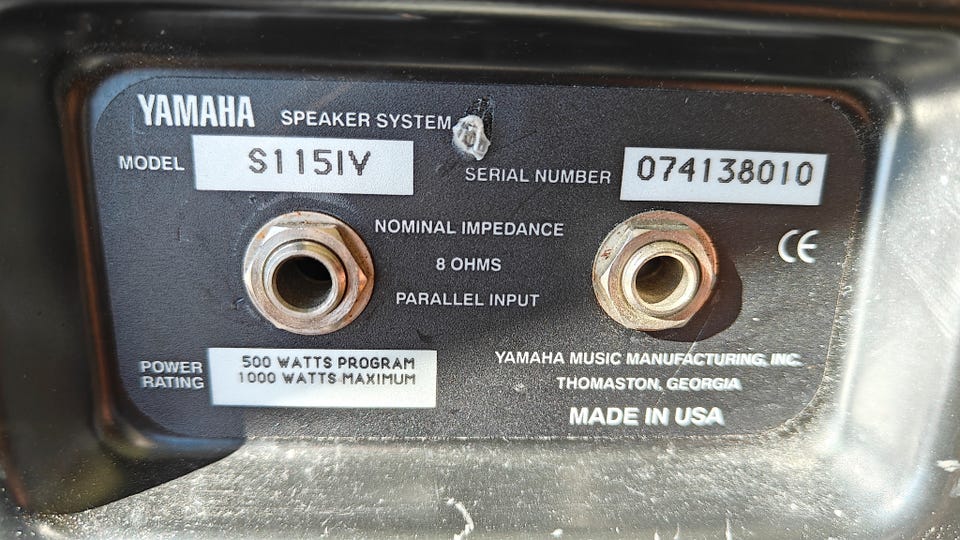 YAMAHA SPEAKER SYSTEM
MODEL S115IV
SERIAL NUMBER 074138010
NOMINAL IMPEDANCE
8 OHMS
PARALLEL INPUT
CE
POWER RATING
500 WATTS PROGRAM
1000 WATTS MAXIMUM
YAMAHA MUSIC MANUFACTURING, INC.
THOMASTON, GEORGIA
MADE IN USA